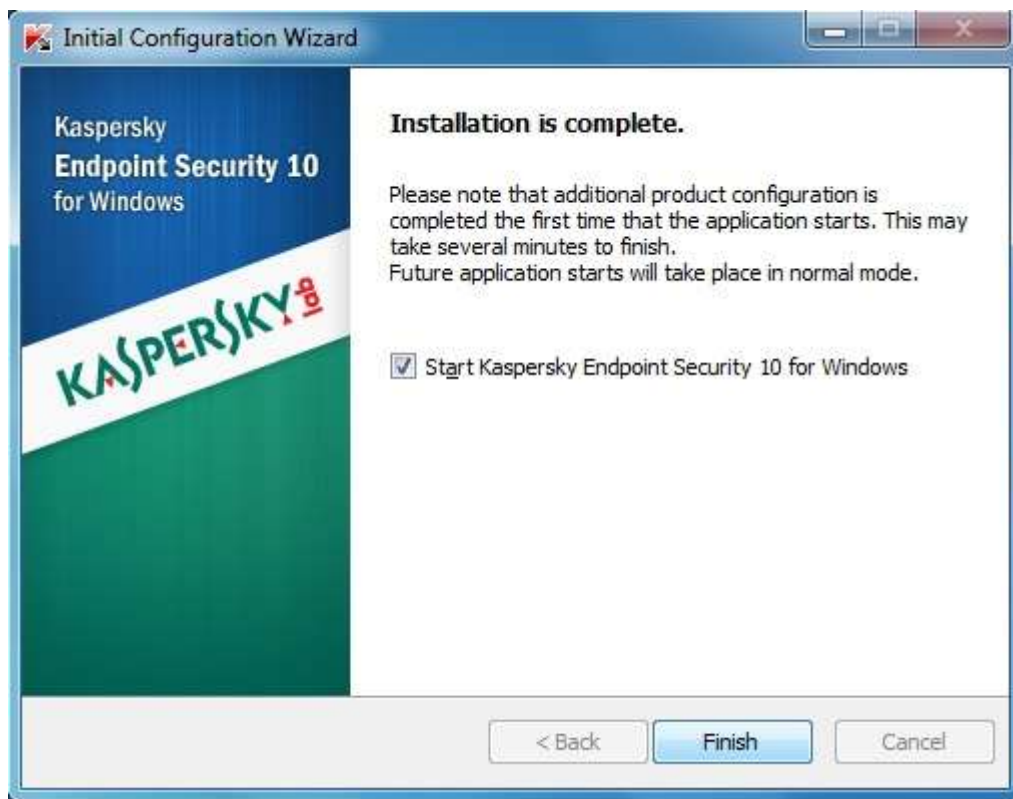 Initial Configuration Wizard
Kaspersky
Endpoint Security 10
for Windows
KASPERSKY lab
Installation is complete.
Please note that additional product configuration is
completed the first time that the application starts. This may
take several minutes to finish.
Future application starts will take place in normal mode.
Start Kaspersky Endpoint Security 10 for Windows
< Back
Finish
Cancel